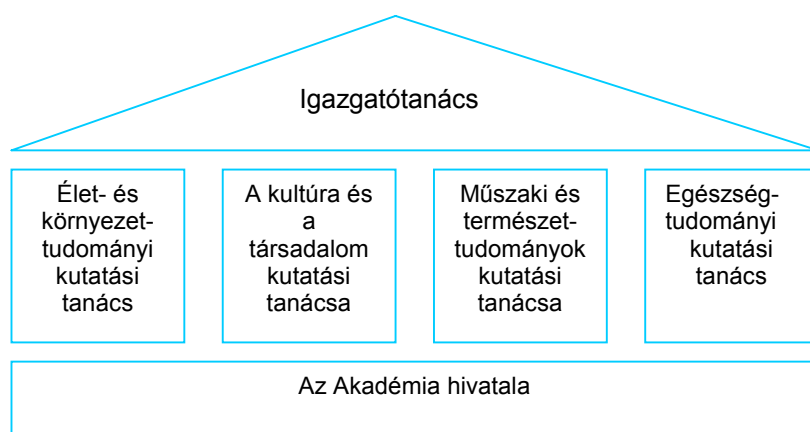 Igazgatótanács
Élet- és
környezet-
tudományi
kutatási
tanács
A kultúra és
a
társadalom
kutatási
tanácsa
Műszaki és
természet-
tudományok
kutatási
tanácsa
Egészség-
tudományi
kutatási
tanács
Az Akadémia hivatala